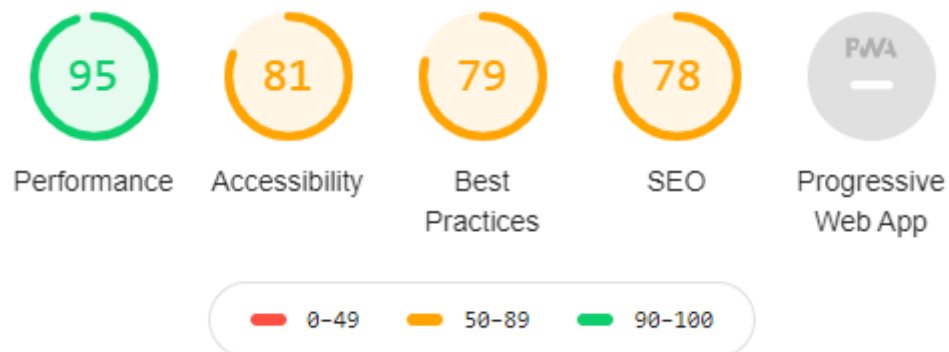 95
81
79
78
PWA
Performance
Accessibility
Best
Practices
SEO
Progressive
Web App
0–49
50–89
90–100